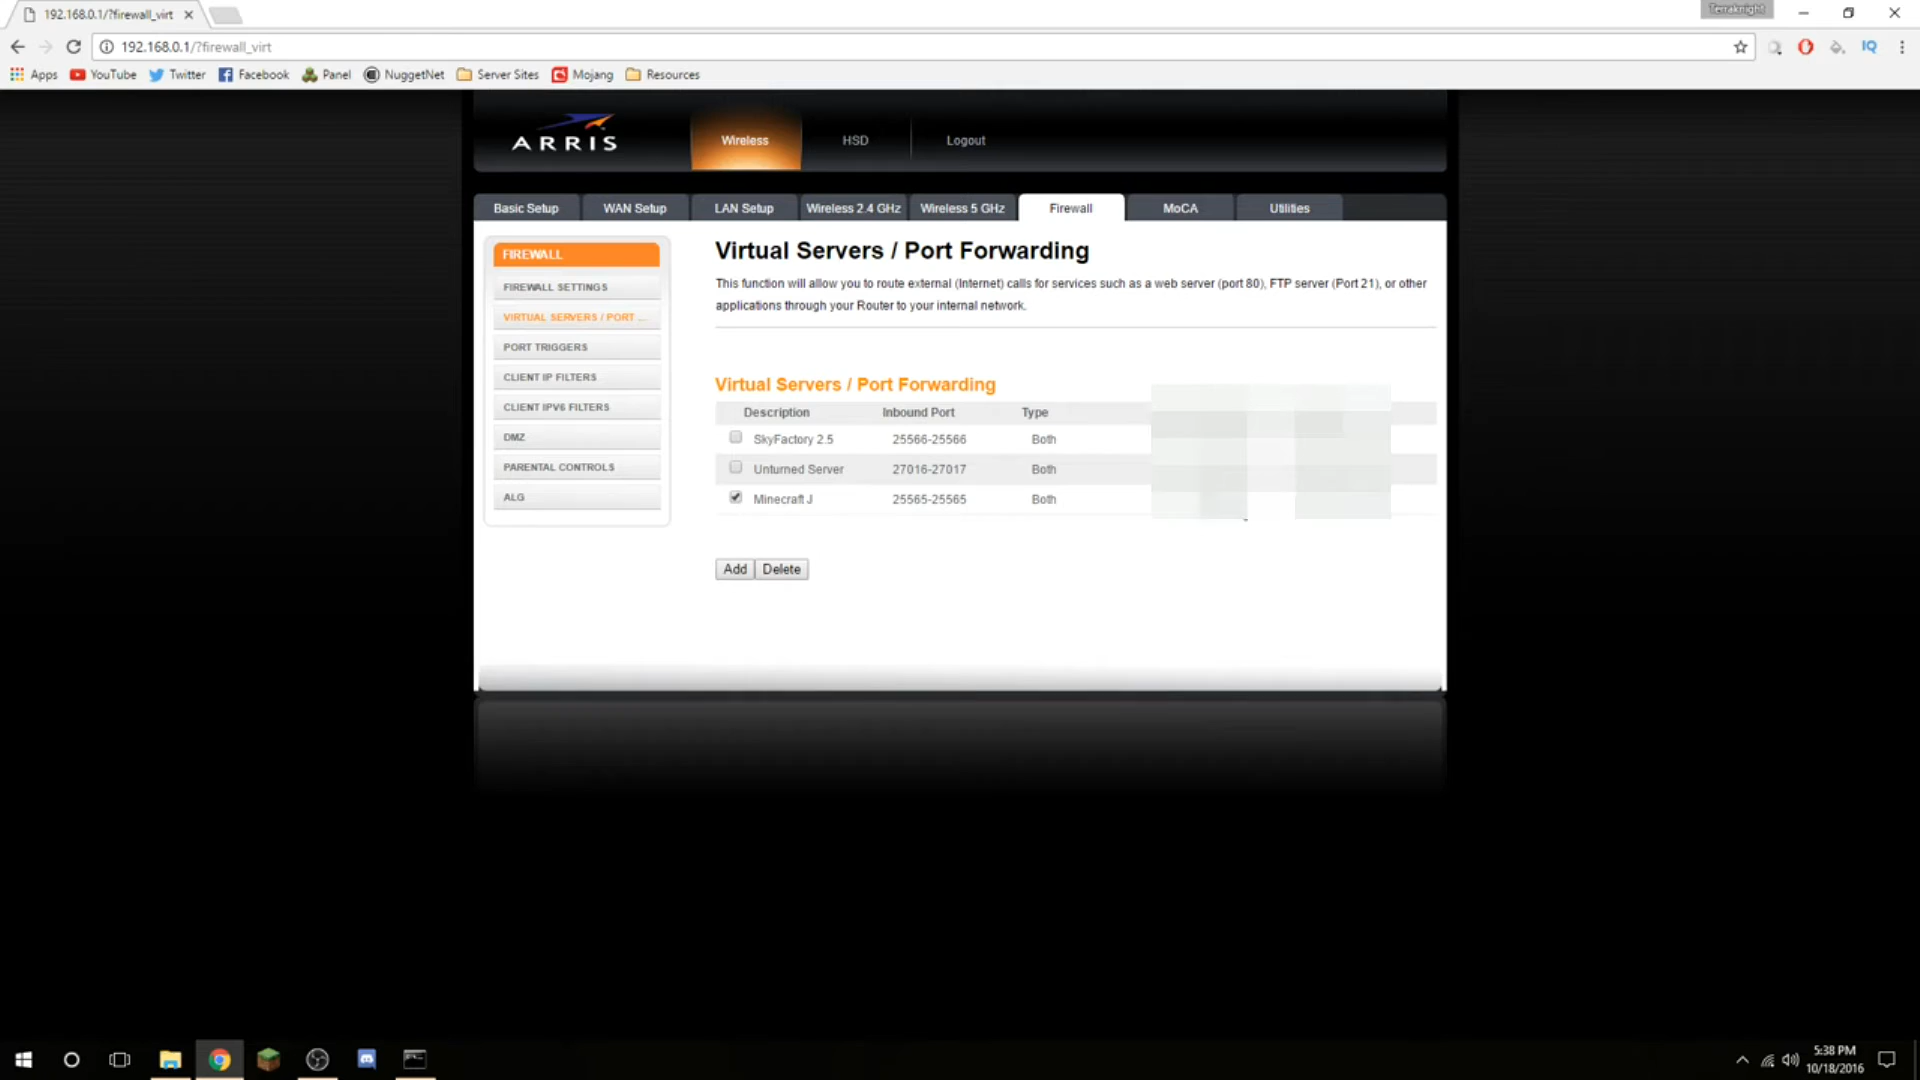 192.168.0.1/?firewall_virt
Terraknight
192.168.0.1/?firewall_virt
IQ
Apps YouTube Twitter Facebook Panel NuggetNet Server Sites Mojang Resources
ARRIS
Wireless HSD Logout
Basic Setup WAN Setup LAN Setup Wireless 2.4 GHz Wireless 5 GHz Firewall MoCA Utilities
FIREWALL
FIREWALL SETTINGS
VIRTUAL SERVERS / PORT ...
PORT TRIGGERS
CLIENT IP FILTERS
CLIENT IPV6 FILTERS
DMZ
PARENTAL CONTROLS
ALG
Virtual Servers / Port Forwarding
This function will allow you to route external (Internet) calls for services such as a web server (port 80), FTP server (Port 21), or other
applications through your Router to your internal network.
Virtual Servers / Port Forwarding
Description Inbound Port Type
SkyFactory 2.5 25566-25566 Both
Unturned Server 27016-27017 Both
Minecraft J 25565-25565 Both
Add Delete
5:38 PM
10/18/2016